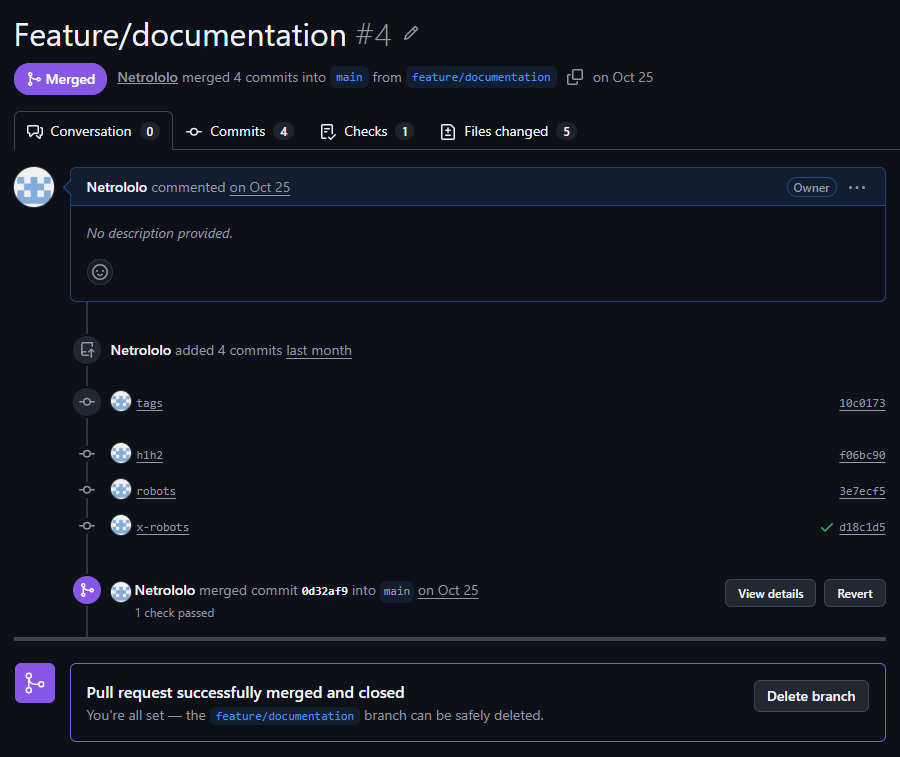 Feature/documentation #4
Merged Netrololo merged 4 commits into main from feature/documentation on Oct 25
Conversation 0 Commits 4 Checks 1 Files changed 5
Netrololo commented on Oct 25 Owner
No description provided.
Netrololo added 4 commits last month
tags 10c0173
h1h2 f06bc90
robots 3e7ecf5
x-robots d18c1d5
Netrololo merged commit 0d32af9 into main on Oct 25 View details Revert
1 check passed
Pull request successfully merged and closed
You're all set — the feature/documentation branch can be safely deleted. Delete branch